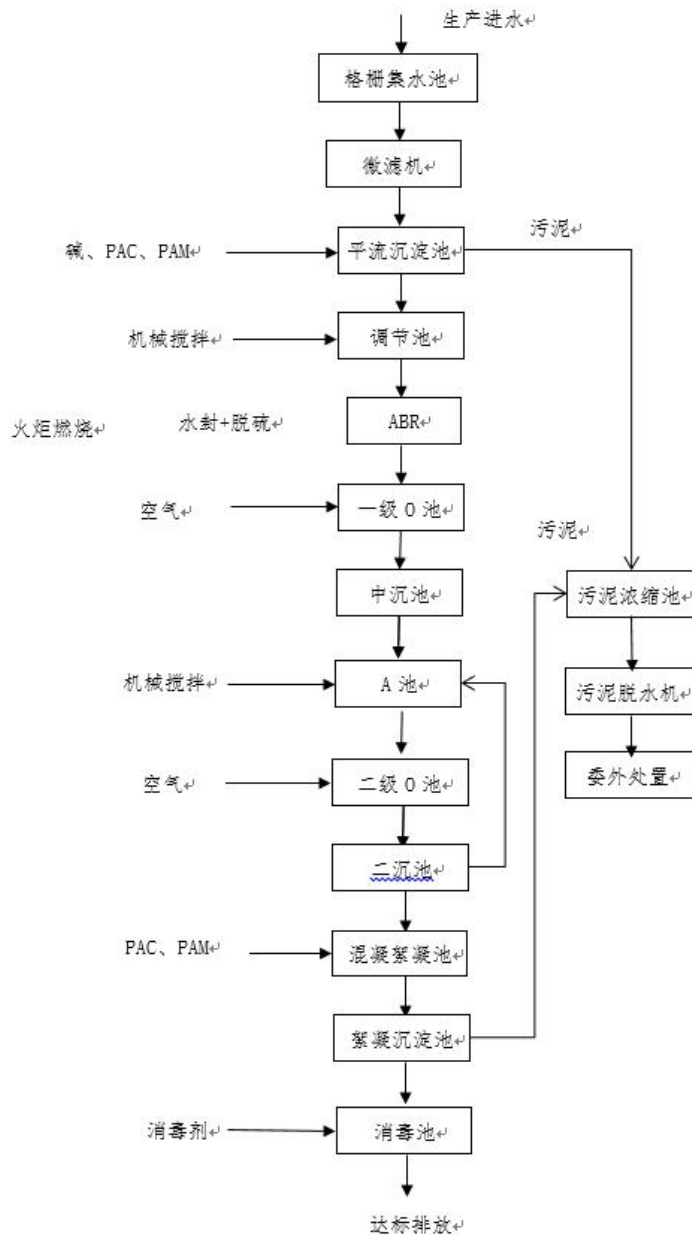 生产进水
格栅集水池
微滤机
碱、PAC、PAM
平流沉淀池
污泥
机械搅拌
调节池
火炬燃烧
水封+脱硫
ABR
空气
一级O池
污泥
中沉池
污泥浓缩池
机械搅拌
A池
污泥脱水机
空气
二级O池
委外处置
二沉池
PAC、PAM
混凝絮凝池
絮凝沉淀池
消毒剂
消毒池
达标排放